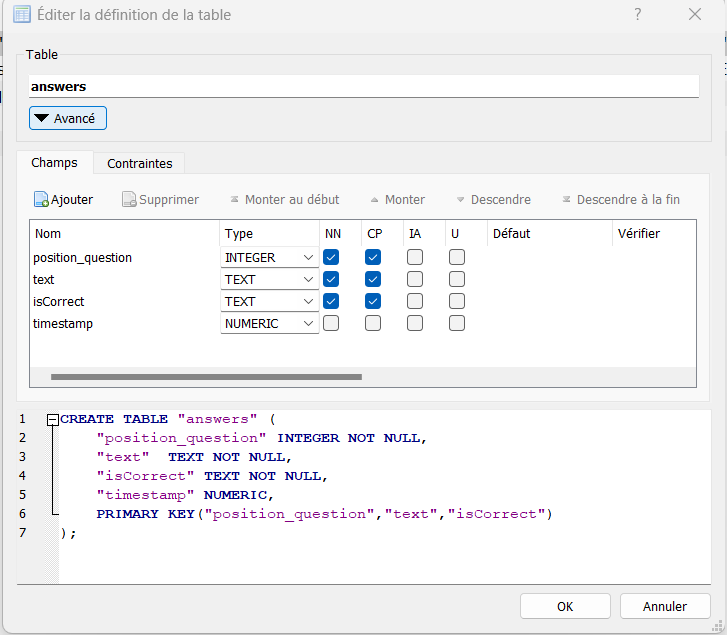 Éditer la définition de la table ?
Table
answers
Avancé
Champs Contraintes
Ajouter Supprimer Monter au début Monter Descendre Descendre à la fin
Nom Type NN CP IA U Défaut Vérifier
position_question INTEGER
text TEXT
isCorrect TEXT
timestamp NUMERIC
1 CREATE TABLE "answers" (
2 "position_question" INTEGER NOT NULL,
3 "text" TEXT NOT NULL,
4 "isCorrect" TEXT NOT NULL,
5 "timestamp" NUMERIC,
6 PRIMARY KEY("position_question","text","isCorrect")
7 );
OK Annuler